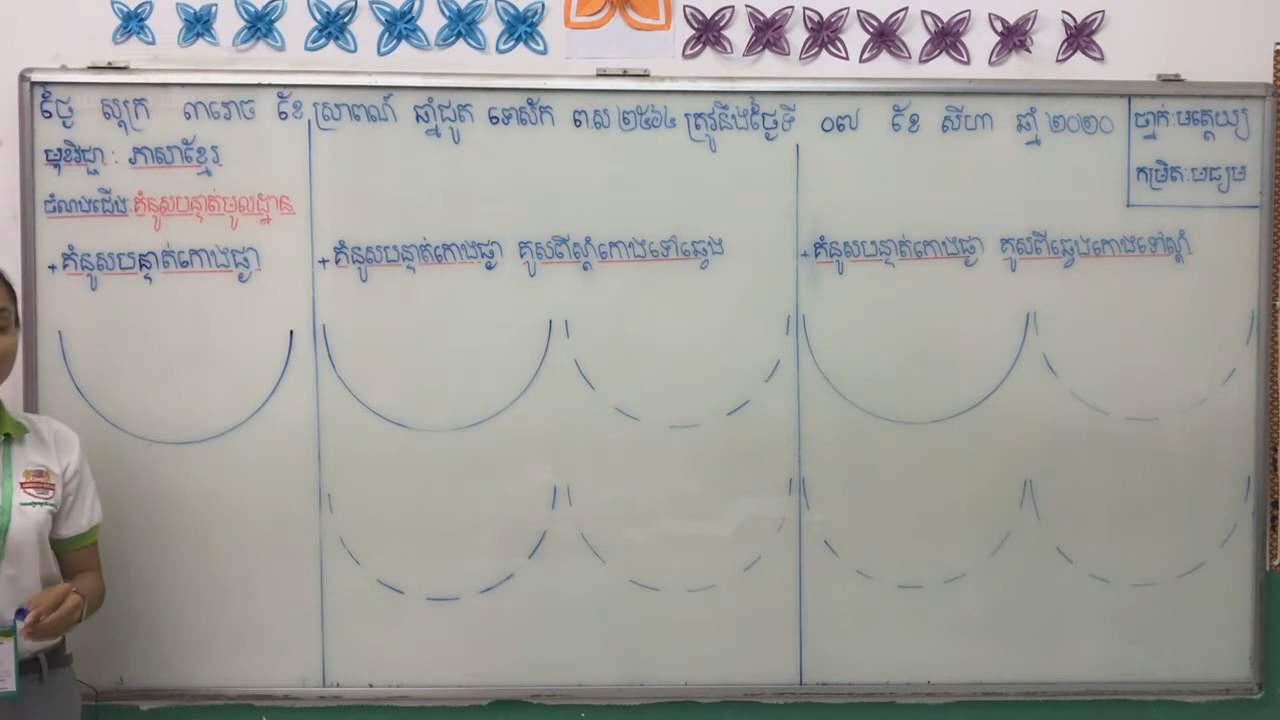 ថ្ងៃ សុក្រ ៣រោច ខែ ស្រាពណ៍ ឆ្នាំជូត ទោស័ក ពស ២៥៦៤ ត្រូវនឹងថ្ងៃទី ០៧ ខែ សីហា ឆ្នាំ ២០២០
ថ្នាក់:មត្តេយ្យ
កម្រិត:មធ្យម
មុខវិជ្ជា : ភាសាខ្មែរ
ចំណងជើង:គំនូសបន្ទាត់មូលដ្ឋាន
+ គំនូសបន្ទាត់កោងផ្ងា
+ គំនូសបន្ទាត់កោងផ្ងា គូសពីស្តាំកោងទៅឆ្វេង
+ គំនូសបន្ទាត់កោងផ្ងា គូសពីឆ្វេងកោងទៅស្តាំ